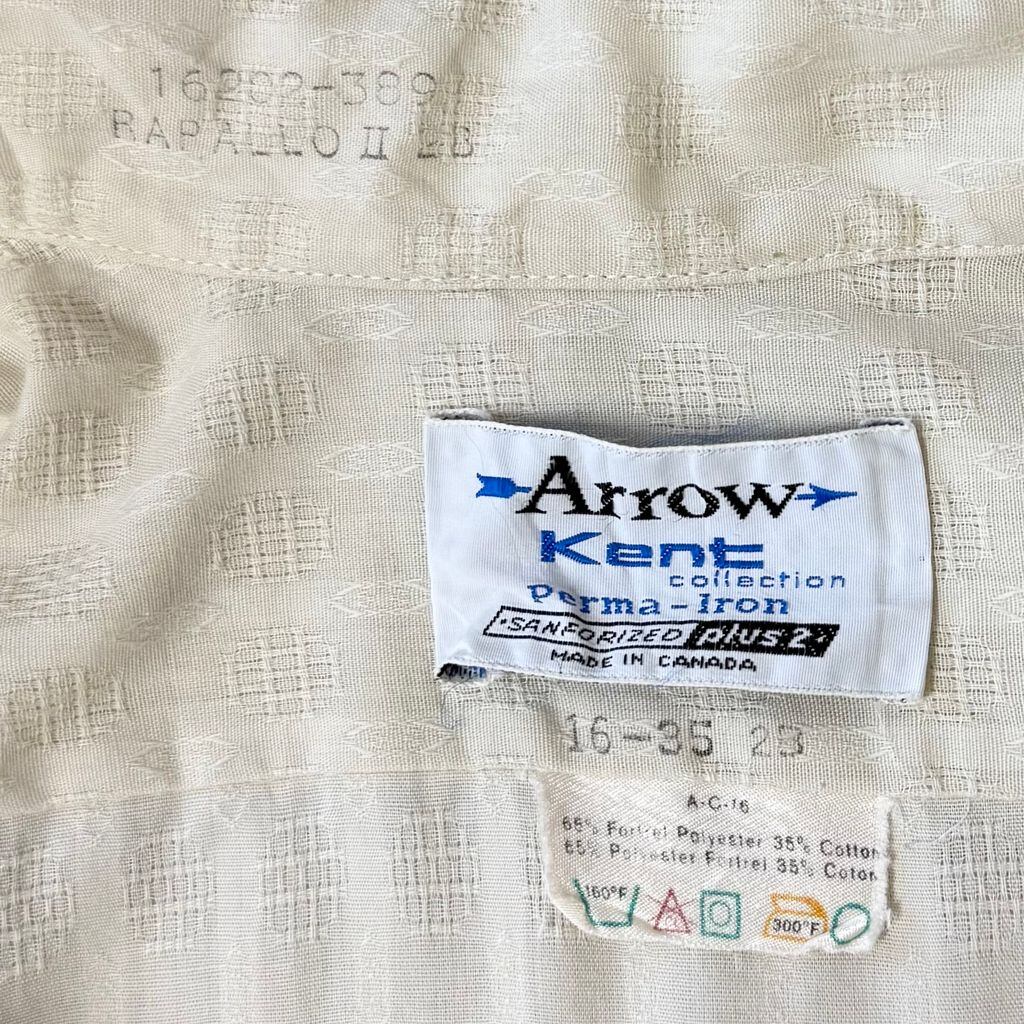 16282-389
RAPALLO II LB
Arrow
Kent
collection
Perma-Iron
SANFORIZED plus 2
MADE IN CANADA
16-35 23
A-C-16
65% Fortrel Polyester 35% Cotton
65% Polyester Fortrel 35% Coton
160°F
300°F